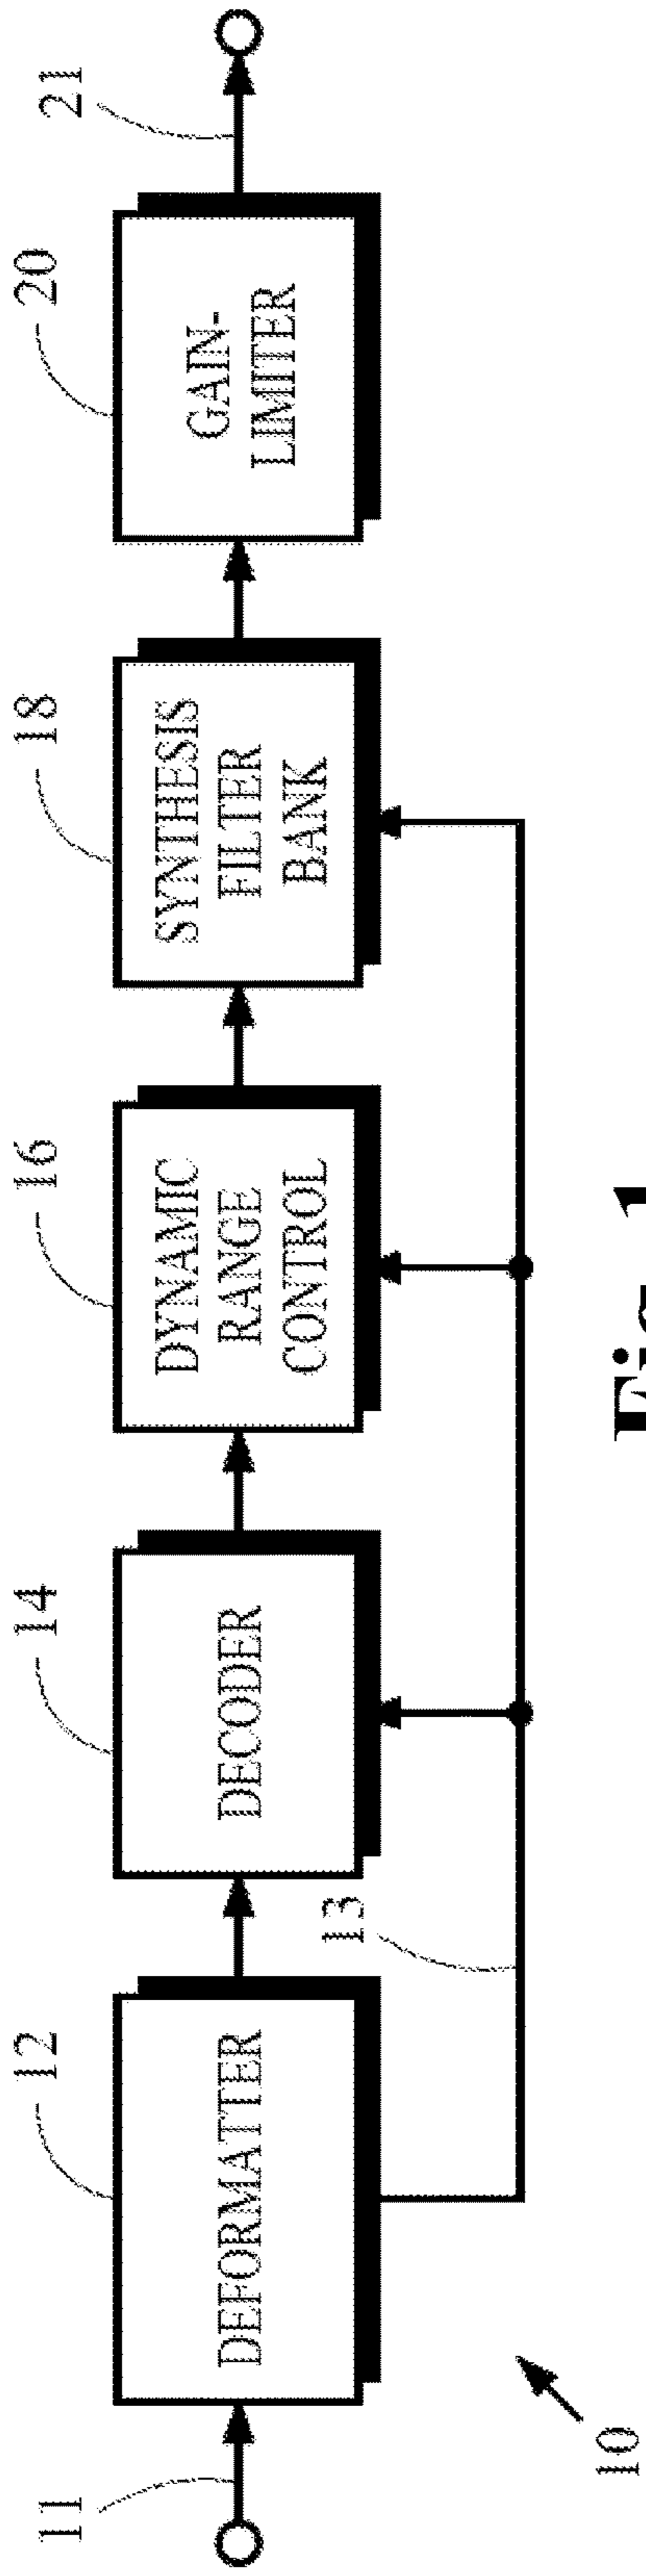 11
12
DEFORMATTER
13
14
DECODER
16
DYNAMIC
RANGE
CONTROL
18
SYNTHESIS
FILTER
BANK
20
GAIN-
LIMITER
21
10